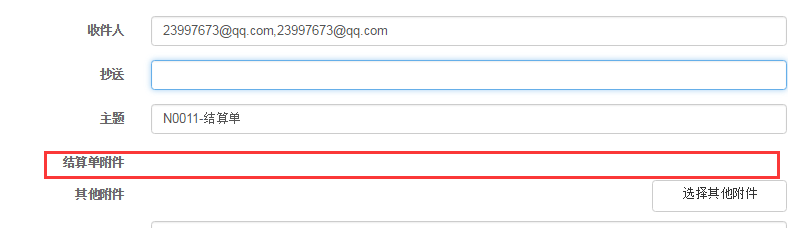 收件人 23997673@qq.com,23997673@qq.com
抄送
主题 N0011-结算单
结算单附件
其他附件 选择其他附件